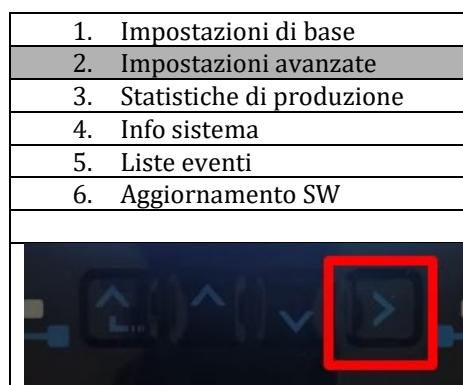 1. Impostazioni di base
2. Impostazioni avanzate
3. Statistiche di produzione
4. Info sistema
5. Liste eventi
6. Aggiornamento SW